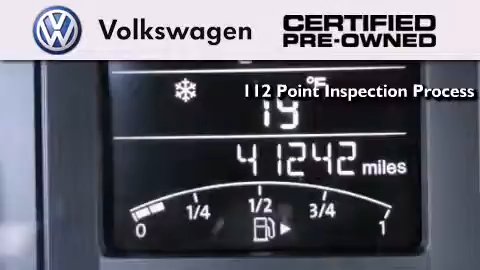 Volkswagen
CERTIFIED
PRE-OWNED
112 Point Inspection Process
°F
19
41242 miles
0 1/4 1/2 3/4 1